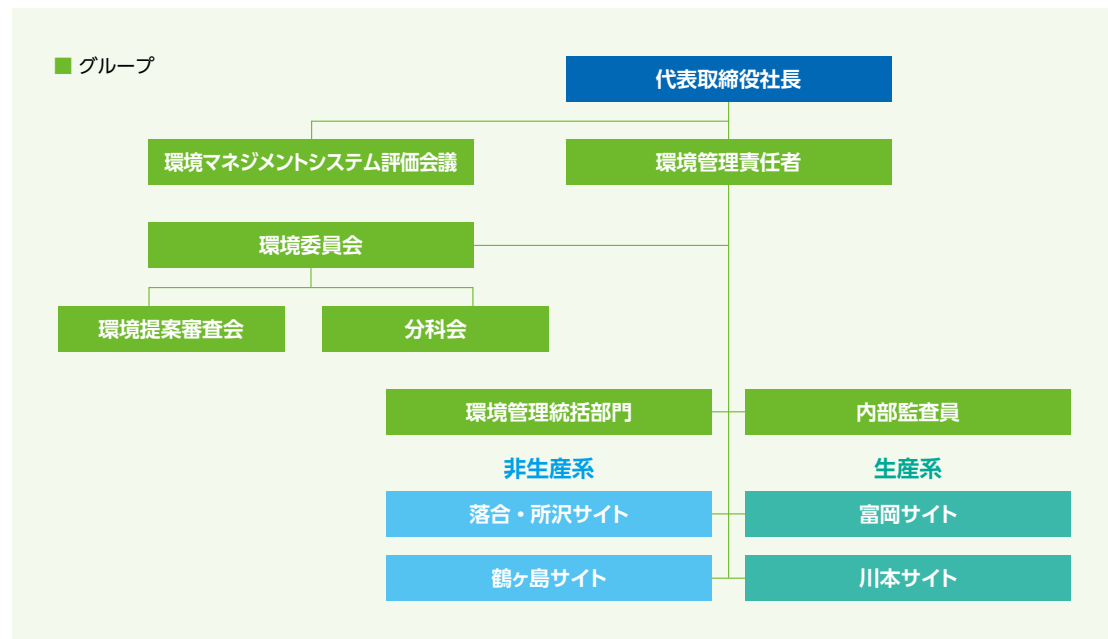 グループ
代表取締役社長
環境マネジメントシステム評価会議
環境管理責任者
環境委員会
環境提案審査会
分科会
環境管理統括部門
内部監査員
非生産系
生産系
落合・所沢サイト
富岡サイト
鶴ヶ島サイト
川本サイト